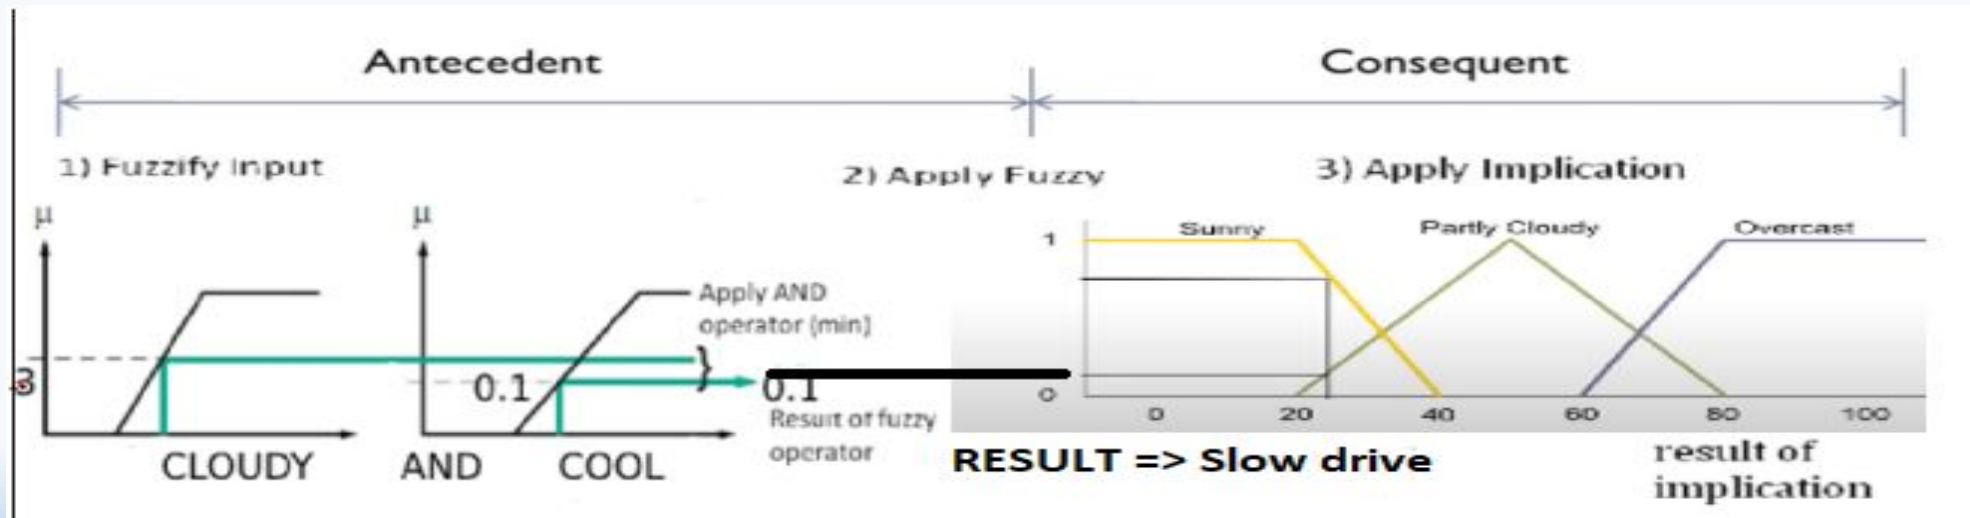 Antecedent
Consequent
1) Fuzzify Input
2) Apply Fuzzy
3) Apply Implication
μ
μ
Apply AND
operator (min)
3
0.1
0.1
Result of fuzzy
operator
CLOUDY AND COOL
1
0
Sunny
Partly Cloudy
Overcast
0 20 40 60 80 100
RESULT => Slow drive
result of
implication